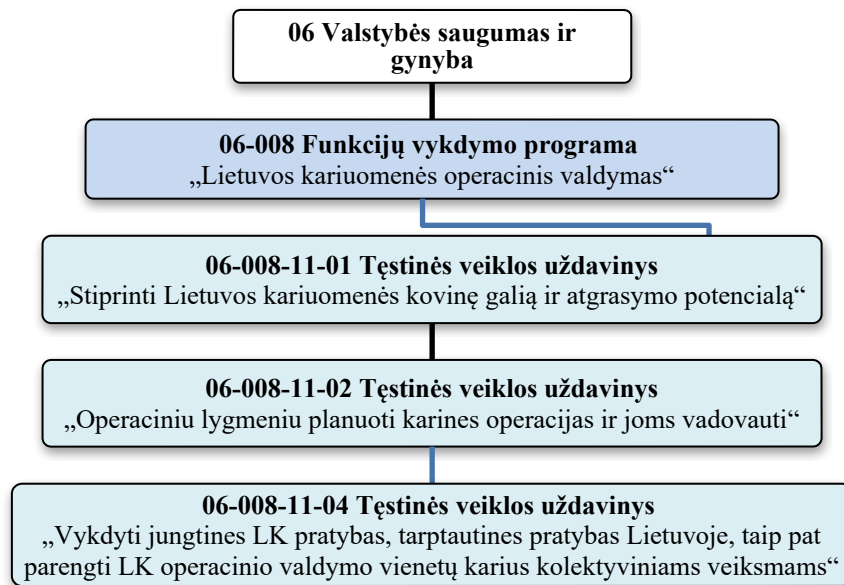 06 Valstybės saugumas ir
gynyba
06-008 Funkcijų vykdymo programa
„Lietuvos kariuomenės operacinis valdymas“
06-008-11-01 Tęstinės veiklos uždavinys
„Stiprinti Lietuvos kariuomenės kovinę galią ir atgrasymo potencialą“
06-008-11-02 Tęstinės veiklos uždavinys
„Operaciniu lygmeniu planuoti karines operacijas ir joms vadovauti“
06-008-11-04 Tęstinės veiklos uždavinys
„Vykdyti jungtines LK pratybas, tarptautines pratybas Lietuvoje, taip pat
parengti LK operacinio valdymo vienetų karius kolektyviniams veiksmams“